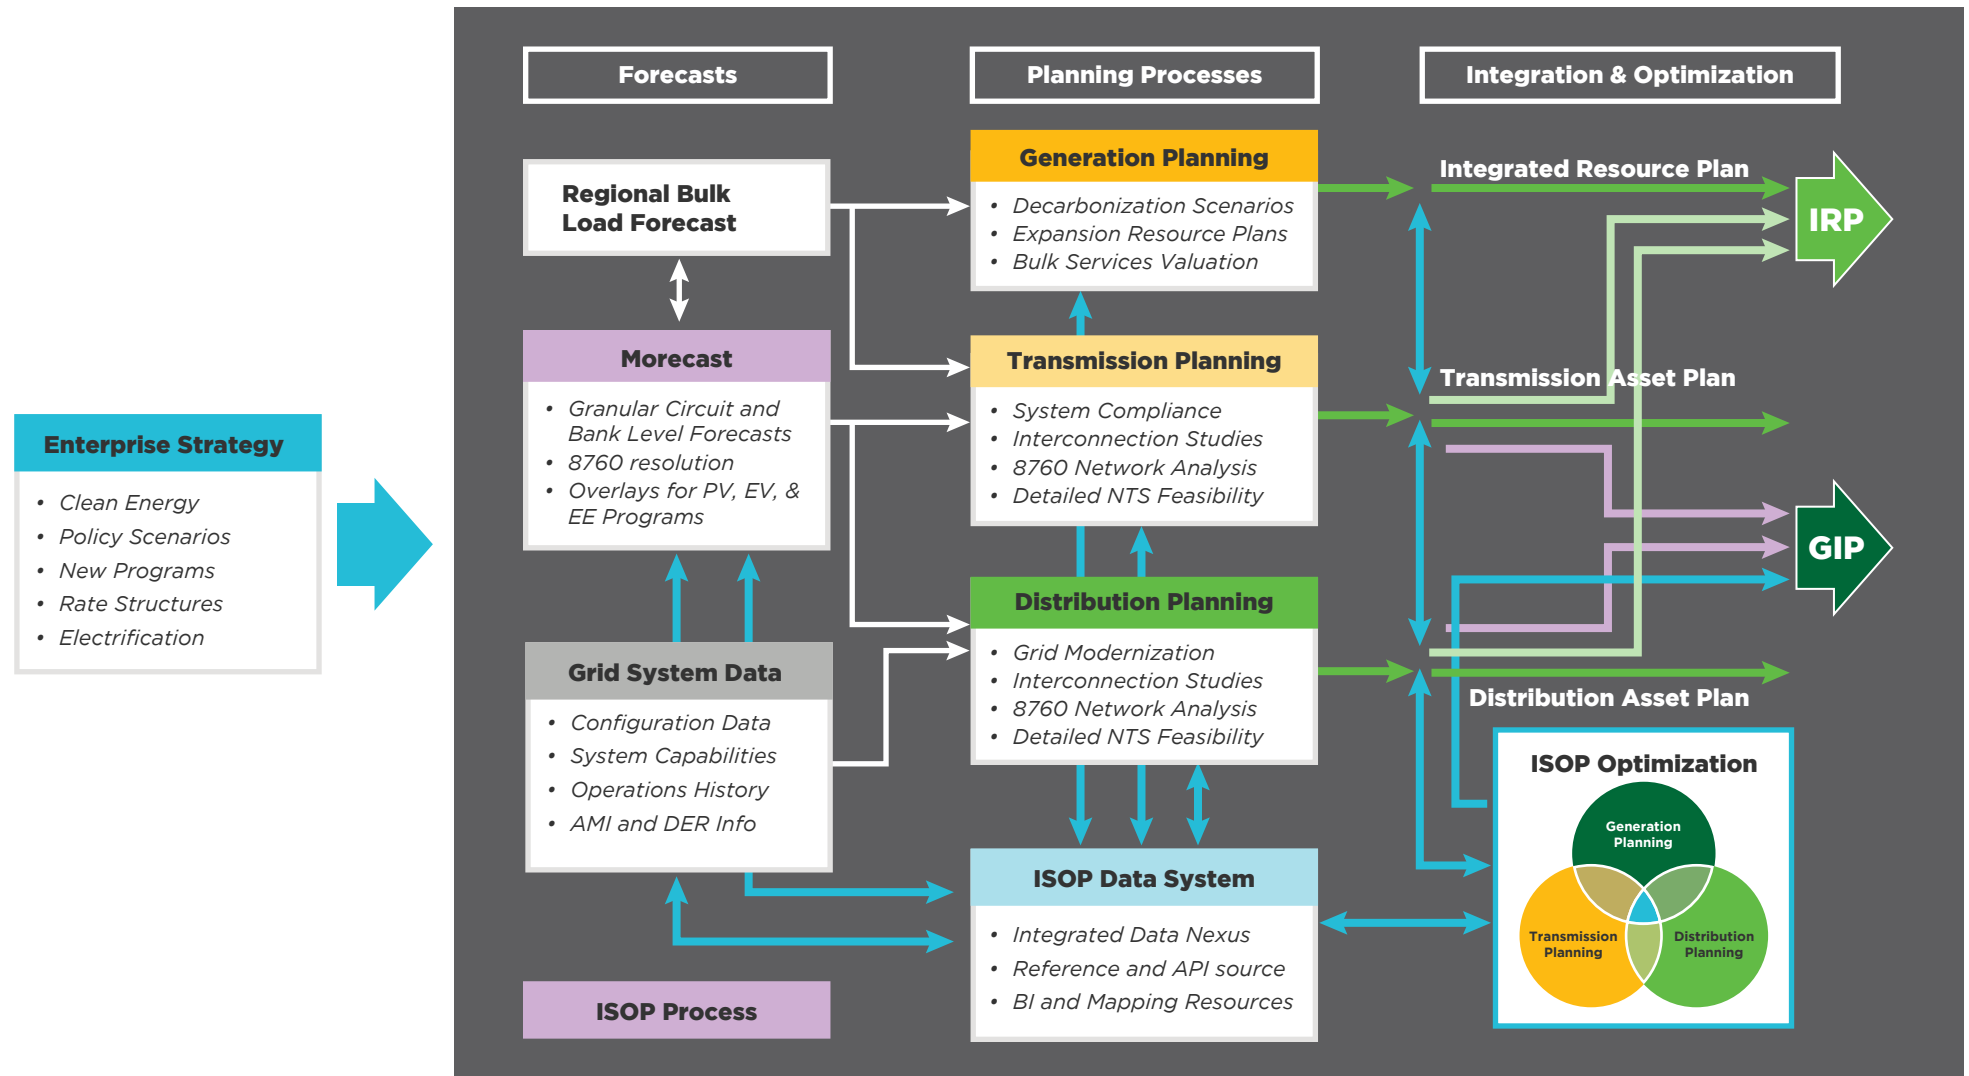 Forecasts
Planning Processes
Integration & Optimization
Enterprise Strategy
• Clean Energy
• Policy Scenarios
• New Programs
• Rate Structures
• Electrification
Regional Bulk
Load Forecast
Morecast
• Granular Circuit and
Bank Level Forecasts
• 8760 resolution
• Overlays for PV, EV, &
EE Programs
Grid System Data
• Configuration Data
• System Capabilities
• Operations History
• AMI and DER Info
ISOP Process
Generation Planning
• Decarbonization Scenarios
• Expansion Resource Plans
• Bulk Services Valuation
Transmission Planning
• System Compliance
• Interconnection Studies
• 8760 Network Analysis
• Detailed NTS Feasibility
Distribution Planning
• Grid Modernization
• Interconnection Studies
• 8760 Network Analysis
• Detailed NTS Feasibility
ISOP Data System
• Integrated Data Nexus
• Reference and API source
• BI and Mapping Resources
Integrated Resource Plan
IRP
Transmission Asset Plan
GIP
Distribution Asset Plan
ISOP Optimization
Generation
Planning
Transmission
Planning
Distribution
Planning